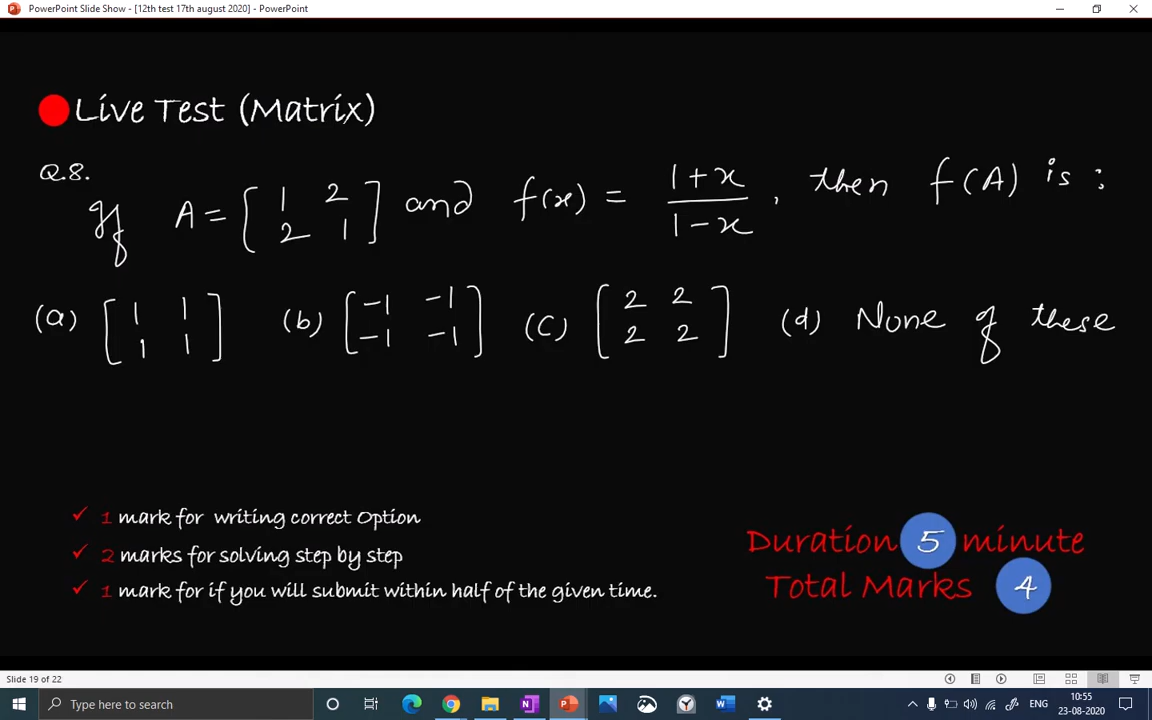 PowerPoint Slide Show - [12th test 17th august 2020] - PowerPoint
Live Test (Matrix)
Q.8.
If A = [1 2; 2 1] and f(x) = (1+x)/(1-x), then f(A) is :
(a) [1 1; 1 1] (b) [-1 -1; -1 -1] (c) [2 2; 2 2] (d) None of these
✓ 1 mark for writing correct Option
✓ 2 marks for solving step by step
✓ 1 mark for if you will submit within half of the given time.
Duration 5 minute
Total Marks 4
Slide 19 of 22
Type here to search
ENG
10:55
23-08-2020